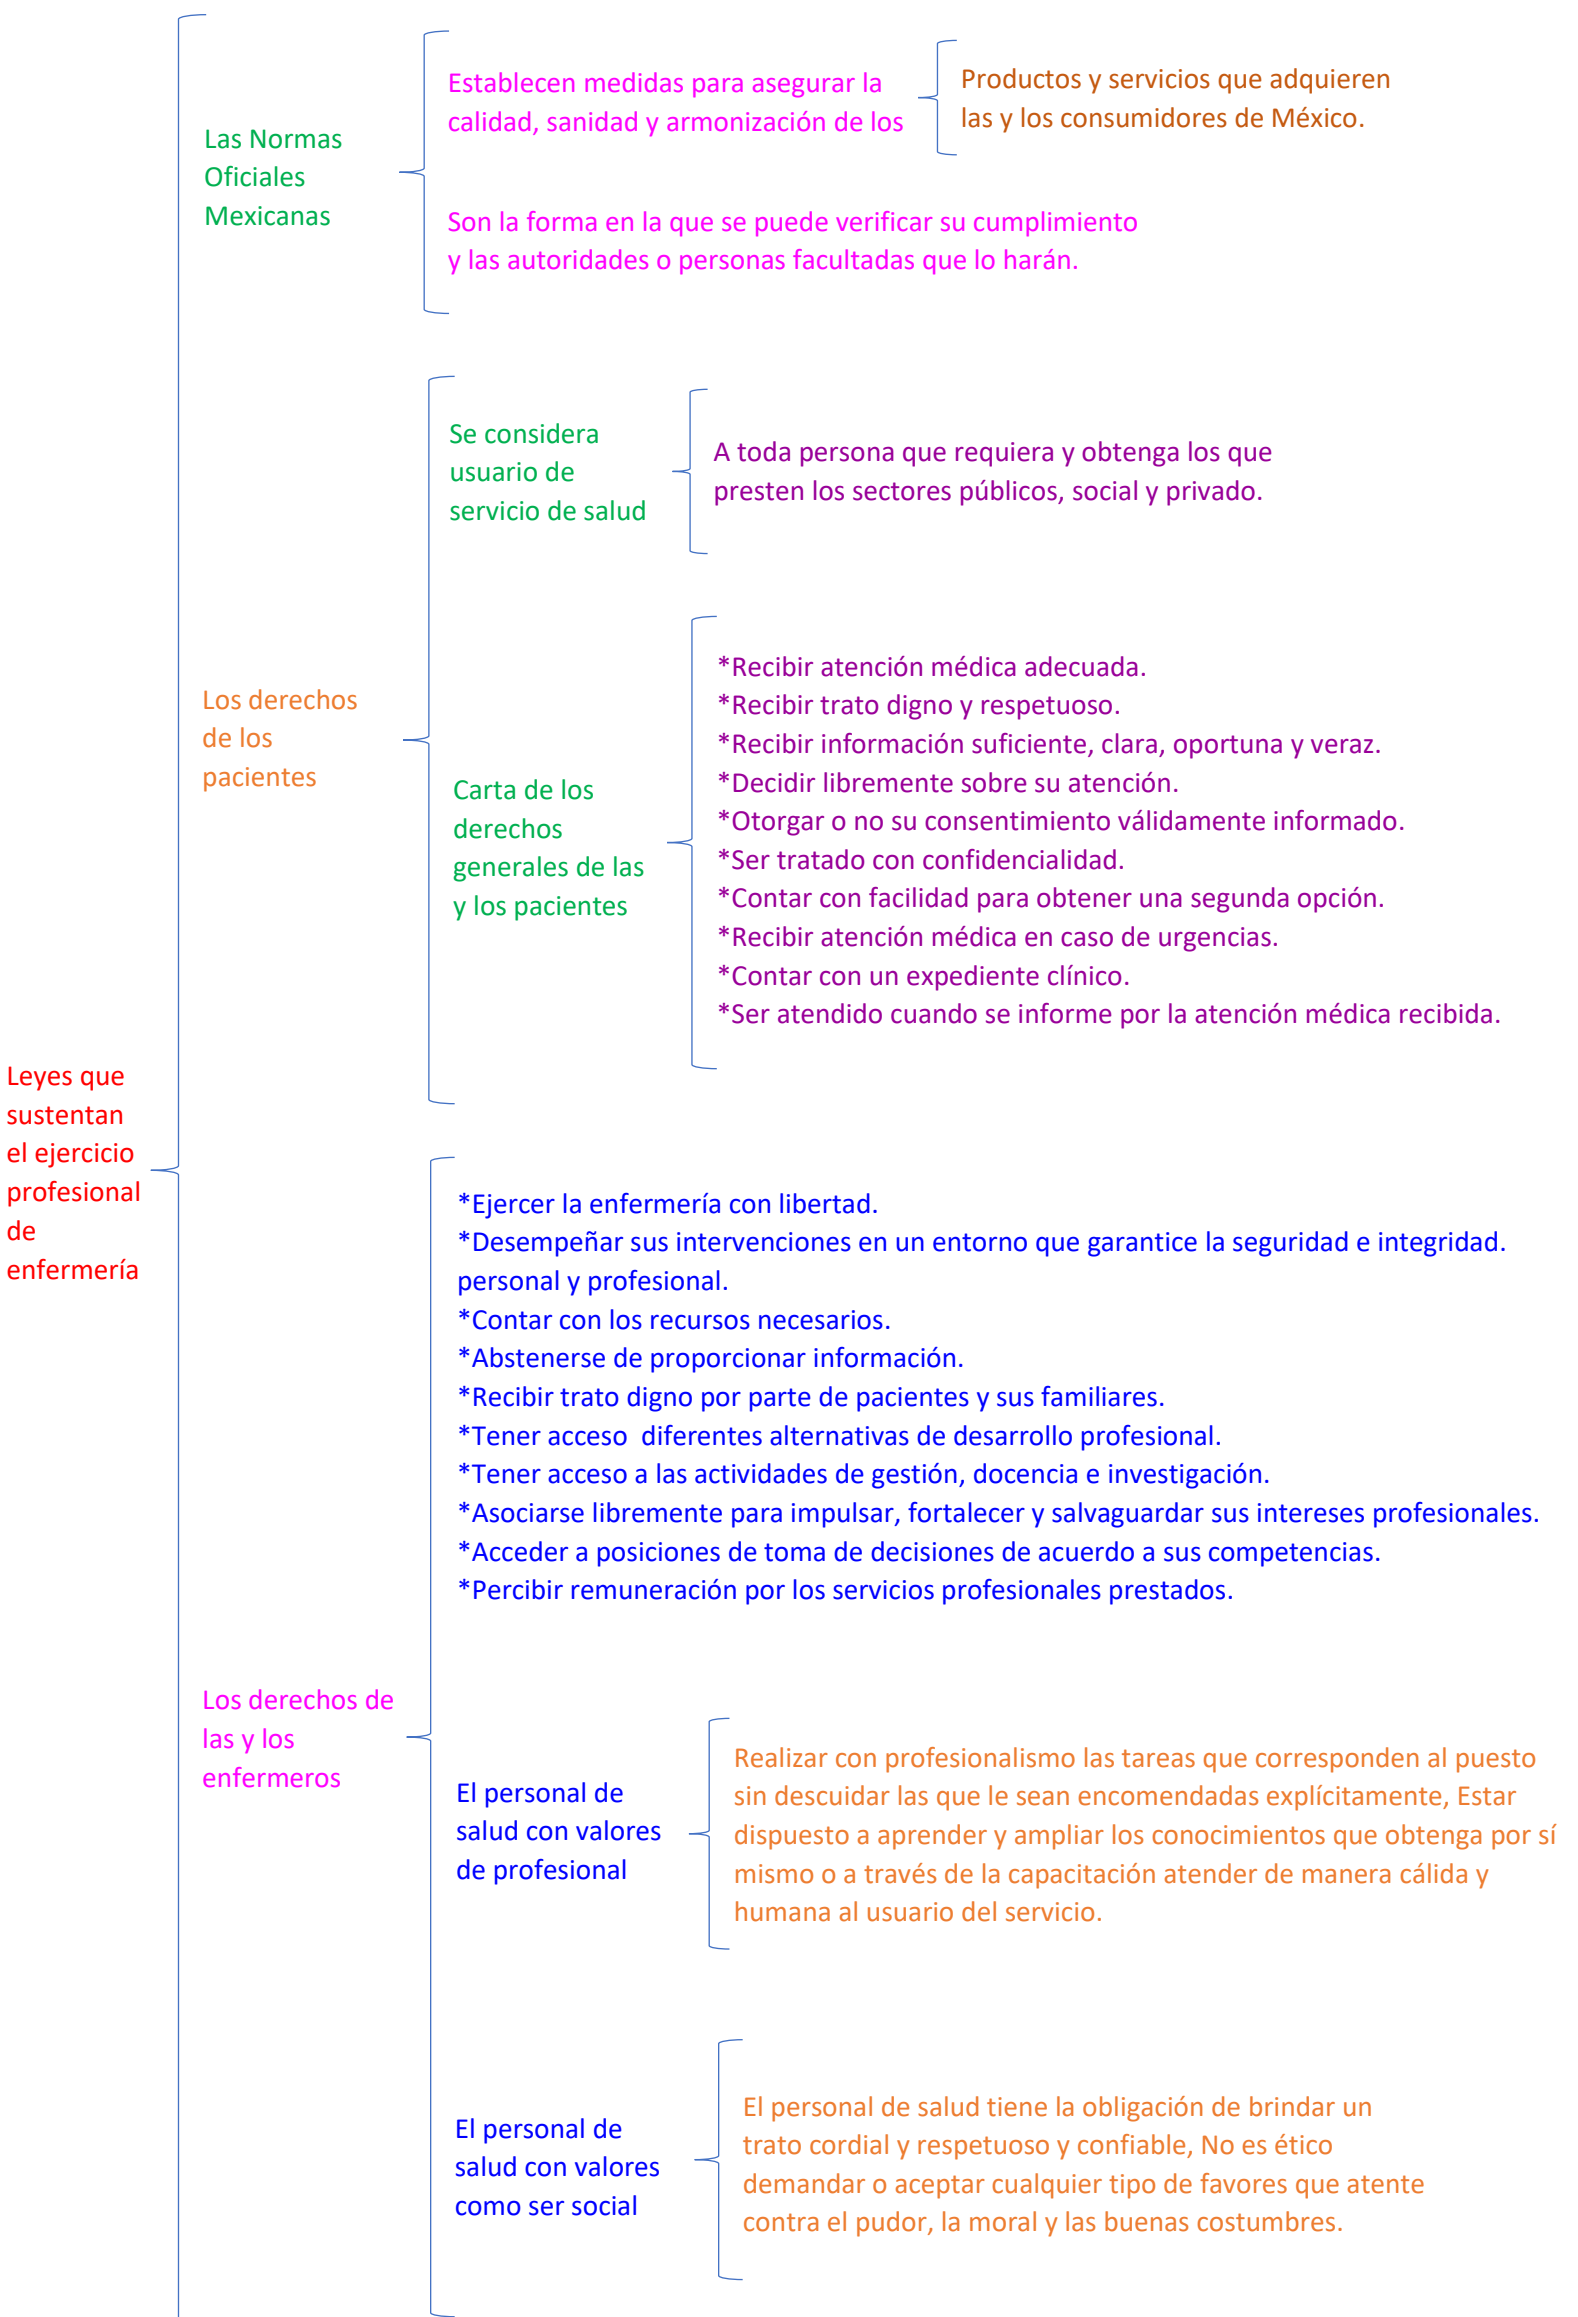 Leyes que
sustentan
el ejercicio
profesional
de
enfermería
Las Normas
Oficiales
Mexicanas
Establecen medidas para asegurar la
calidad, sanidad y armonización de los
Productos y servicios que adquieren
las y los consumidores de México.
Son la forma en la que se puede verificar su cumplimiento
y las autoridades o personas facultadas que lo harán.
Los derechos
de los
pacientes
Se considera
usuario de
servicio de salud
A toda persona que requiera y obtenga los que
presten los sectores públicos, social y privado.
Carta de los
derechos
generales de las
y los pacientes
*Recibir atención médica adecuada.
*Recibir trato digno y respetuoso.
*Recibir información suficiente, clara, oportuna y veraz.
*Decidir libremente sobre su atención.
*Otorgar o no su consentimiento válidamente informado.
*Ser tratado con confidencialidad.
*Contar con facilidad para obtener una segunda opción.
*Recibir atención médica en caso de urgencias.
*Contar con un expediente clínico.
*Ser atendido cuando se informe por la atención médica recibida.
Los derechos de
las y los
enfermeros
*Ejercer la enfermería con libertad.
*Desempeñar sus intervenciones en un entorno que garantice la seguridad e integridad.
personal y profesional.
*Contar con los recursos necesarios.
*Abstenerse de proporcionar información.
*Recibir trato digno por parte de pacientes y sus familiares.
*Tener acceso  diferentes alternativas de desarrollo profesional.
*Tener acceso a las actividades de gestión, docencia e investigación.
*Asociarse libremente para impulsar, fortalecer y salvaguardar sus intereses profesionales.
*Acceder a posiciones de toma de decisiones de acuerdo a sus competencias.
*Percibir remuneración por los servicios profesionales prestados.
El personal de
salud con valores
de profesional
Realizar con profesionalismo las tareas que corresponden al puesto
sin descuidar las que le sean encomendadas explícitamente, Estar
dispuesto a aprender y ampliar los conocimientos que obtenga por sí
mismo o a través de la capacitación atender de manera cálida y
humana al usuario del servicio.
El personal de
salud con valores
como ser social
El personal de salud tiene la obligación de brindar un
trato cordial y respetuoso y confiable, No es ético
demandar o aceptar cualquier tipo de favores que atente
contra el pudor, la moral y las buenas costumbres.